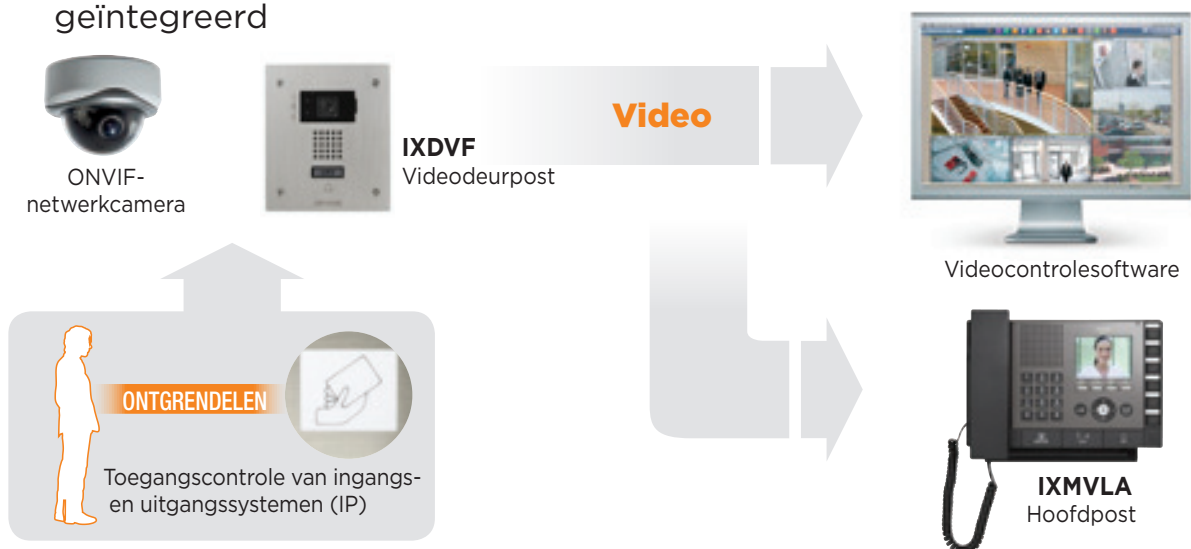 geïntegreerd
ONVIF-
netwerkcamera
IXDVF
Videodeurpost
Video
Videocontrolesoftware
ONTGRENDELEN
Toegangscontrole van ingangs-
en uitgangssystemen (IP)
IXMVLA
Hoofdpost